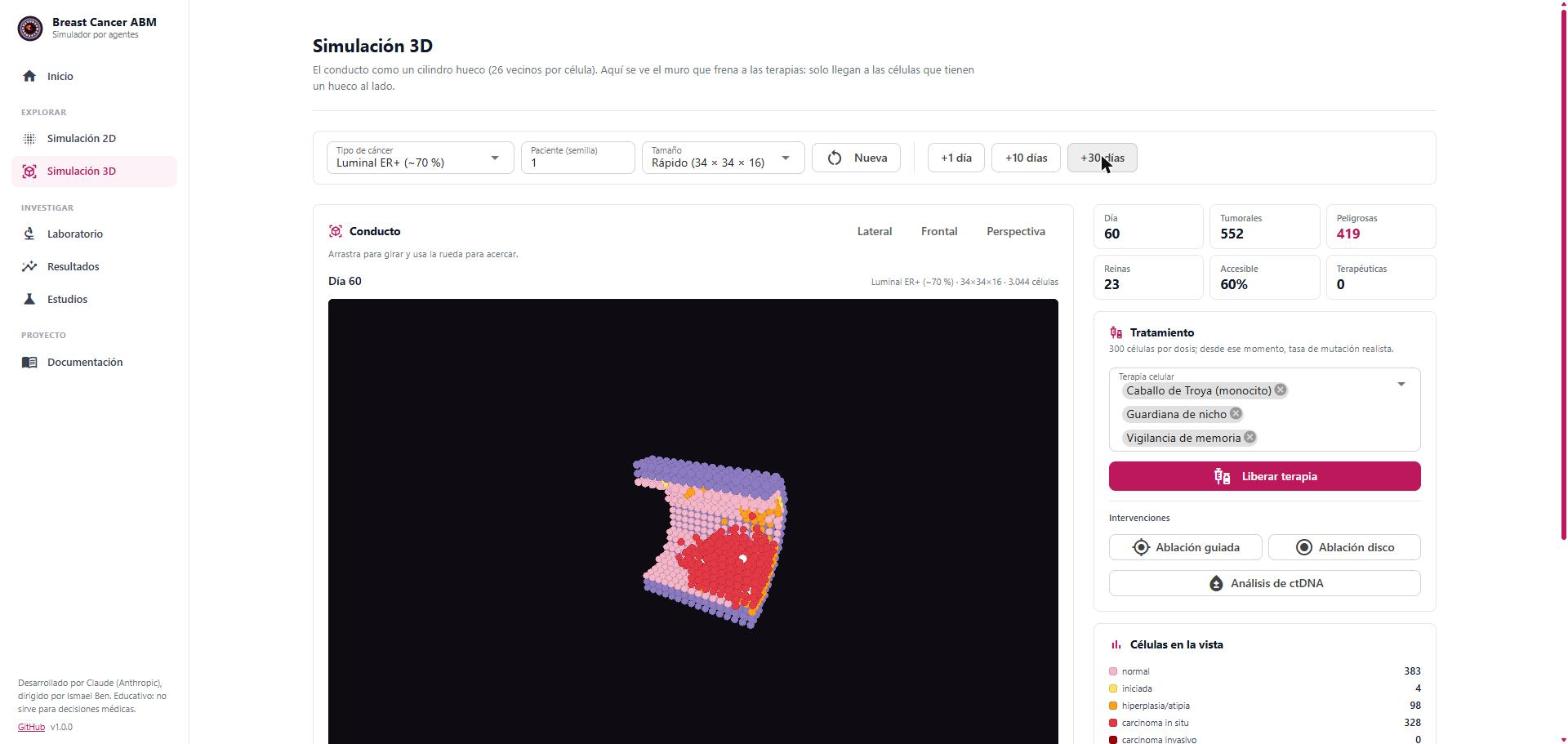 Breast Cancer ABM
Simulador por agentes
Inicio
EXPLORAR
Simulación 2D
Simulación 3D
INVESTIGAR
Laboratorio
Resultados
Estudios
PROYECTO
Documentación
Desarrollado por Claude (Anthropic),
dirigido por Ismael Ben. Educativo: no
sirve para decisiones médicas.
GitHub v1.0.0
Simulación 3D
El conducto como un cilindro hueco (26 vecinos por célula). Aquí se ve el muro que frena a las terapias: solo llegan a las células que tienen
un hueco al lado.
Tipo de cáncer
Luminal ER+ (~70 %)
Paciente (semilla)
1
Tamaño
Rápido (34 × 34 × 16)
Nueva
+1 día
+10 días
+30 días
Conducto
Lateral
Frontal
Perspectiva
Arrastra para girar y usa la rueda para acercar.
Día 60
Luminal ER+ (~70 %) · 34×34×16 · 3.044 células
Día
60
Tumorales
552
Peligrosas
419
Reinas
23
Accesible
60%
Terapéuticas
0
Tratamiento
300 células por dosis; desde ese momento, tasa de mutación realista.
Terapia celular
Caballo de Troya (monocito)
Guardiana de nicho
Vigilancia de memoria
Liberar terapia
Intervenciones
Ablación guiada
Ablación disco
Análisis de ctDNA
Células en la vista
normal 383
iniciada 4
hiperplasia/atipia 98
carcinoma in situ 328
carcinoma invasivo 0